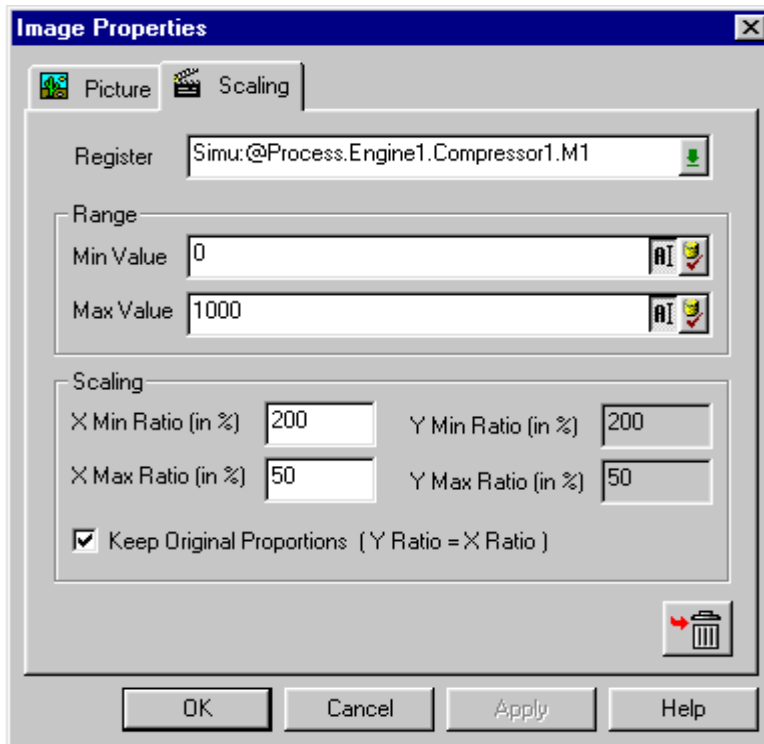 Image Properties
Picture Scaling
Register Simu:@Process.Engine1.Compressor1.M1
Range
Min Value 0 AI
Max Value 1000 AI
Scaling
X Min Ratio (in %) 200 Y Min Ratio (in %) 200
X Max Ratio (in %) 50 Y Max Ratio (in %) 50
Keep Original Proportions ( Y Ratio = X Ratio )
OK Cancel Apply Help